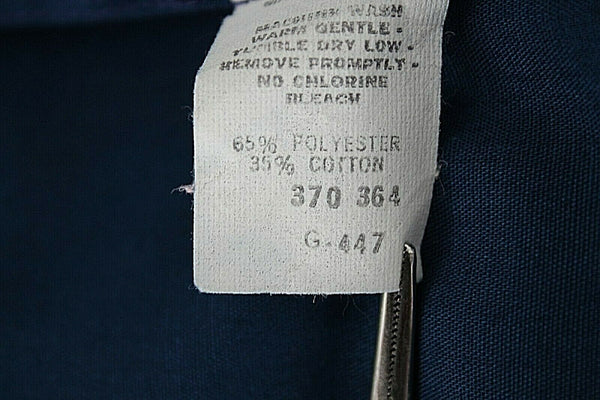 MACHINE WASH
WARM GENTLE -
TUMBLE DRY LOW -
REMOVE PROMPTLY -
NO CHLORINE
BLEACH
65% POLYESTER
35% COTTON
370 364
G-447